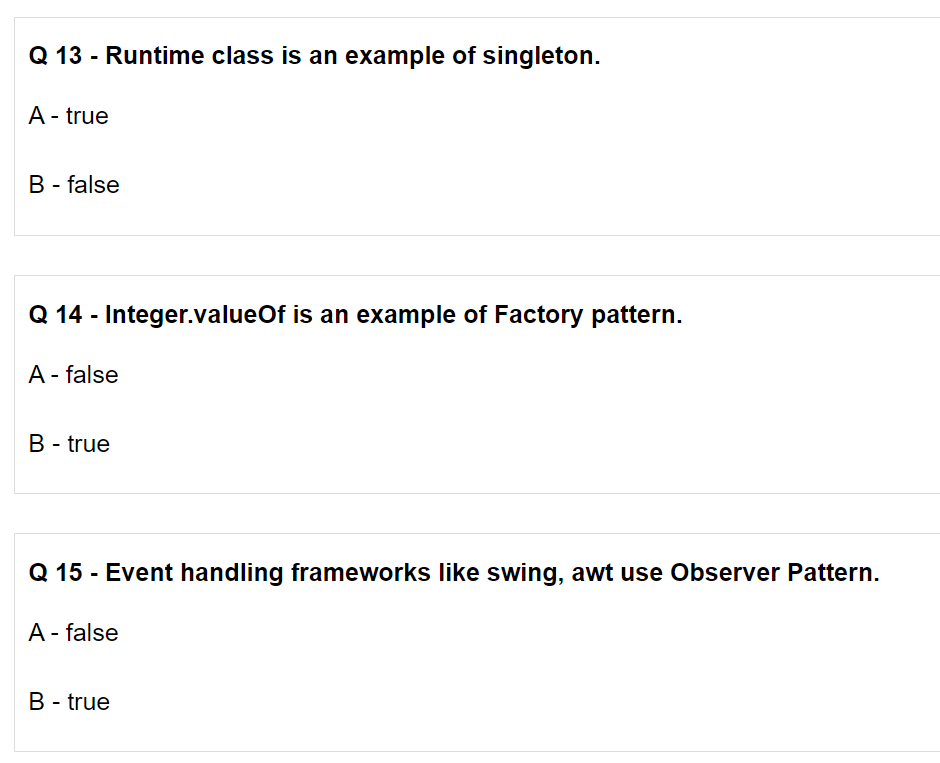 Q 13 - Runtime class is an example of singleton.
A - true
B - false
Q 14 - Integer.valueOf is an example of Factory pattern.
A - false
B - true
Q 15 - Event handling frameworks like swing, awt use Observer Pattern.
A - false
B - true